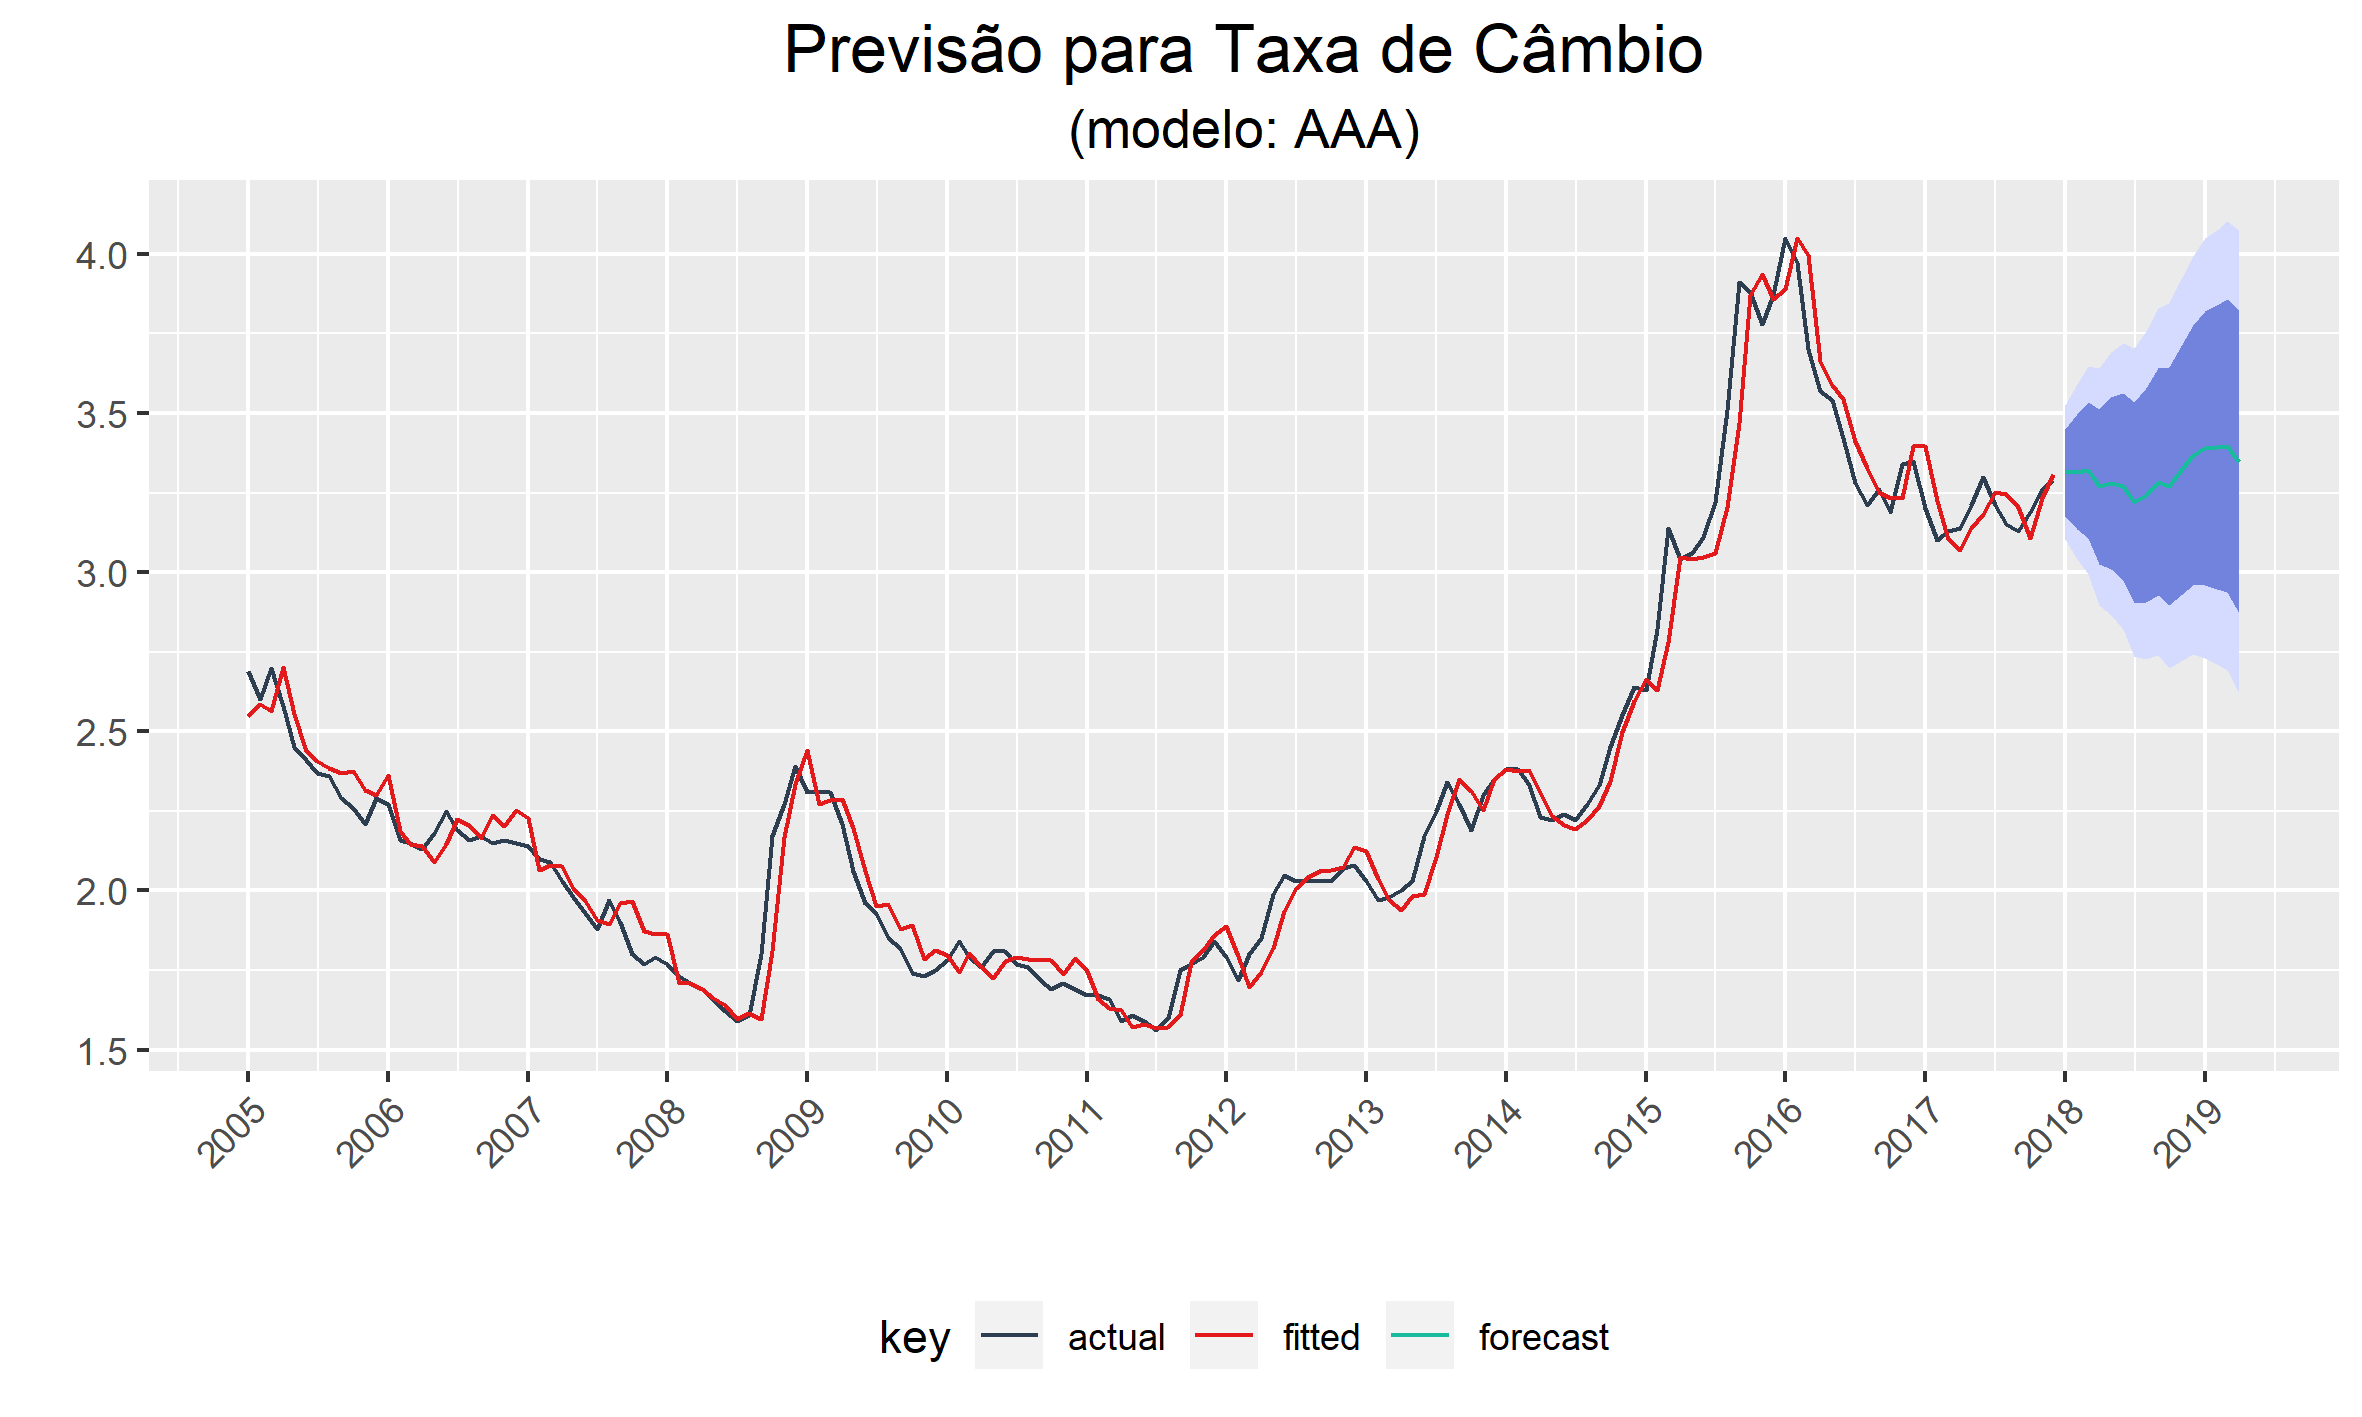 Previsão para Taxa de Câmbio
(modelo: AAA)
4.0
3.5
3.0
2.5
2.0
1.5
2005 2006 2007 2008 2009 2010 2011 2012 2013 2014 2015 2016 2017 2018 2019
key actual fitted forecast